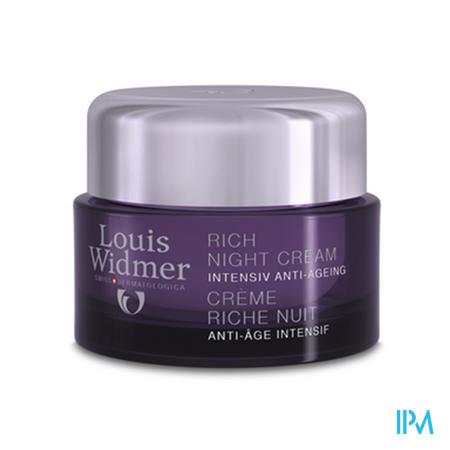 Louis
Widmer
SWISS DERMATOLOGICA
RICH
NIGHT CREAM
INTENSIV ANTI-AGEING
CRÈME
RICHE NUIT
ANTI-ÂGE INTENSIF
IPM